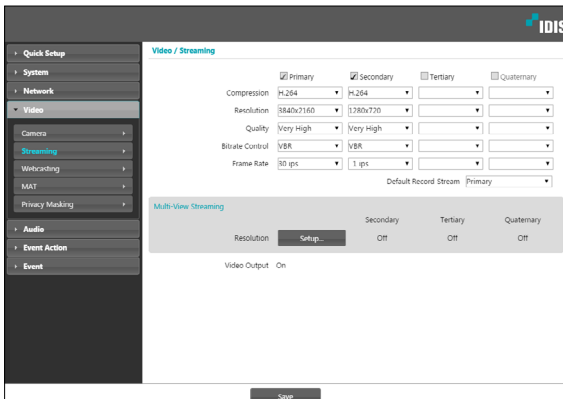 IDIS
Quick Setup
System
Network
Video
Camera
Streaming
Webcasting
MAT
Privacy Masking
Audio
Event Action
Event
Video / Streaming
Primary Secondary Tertiary Quaternary
Compression H.264 H.264
Resolution 3840x2160 1280x720
Quality Very High Very High
Bitrate Control VBR VBR
Frame Rate 30 ips 1 ips
Default Record Stream Primary
Multi-View Streaming
Secondary Tertiary Quaternary
Resolution Setup... Off Off Off
Video Output On
Save